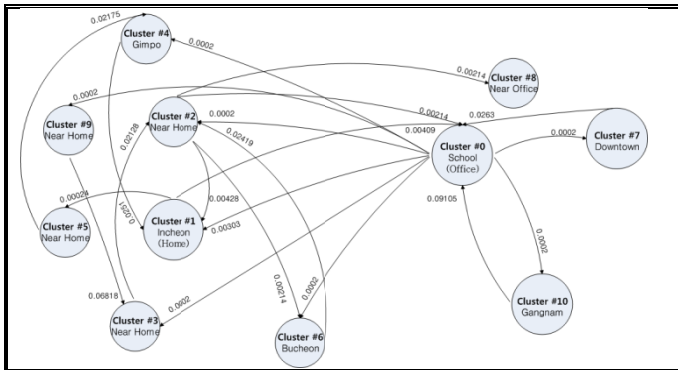 0.02175
Cluster #4
Gimpo
0.0002
Cluster #8
Near Office
0.00214
0.0002
Cluster #9
Near Home
Cluster #2
Near Home
0.0002
0.00214
0.0263
0.02128
0.02419
0.00409
Cluster #0
School
(Office)
0.0002
Cluster #7
Downtown
0.00024
0.0251
0.00428
0.09105
Cluster #5
Near Home
Cluster #1
Incheon
(Home)
0.00303
0.0002
0.06818
0.0002
0.00214
0.0002
Cluster #3
Near Home
Cluster #6
Bucheon
Cluster #10
Gangnam